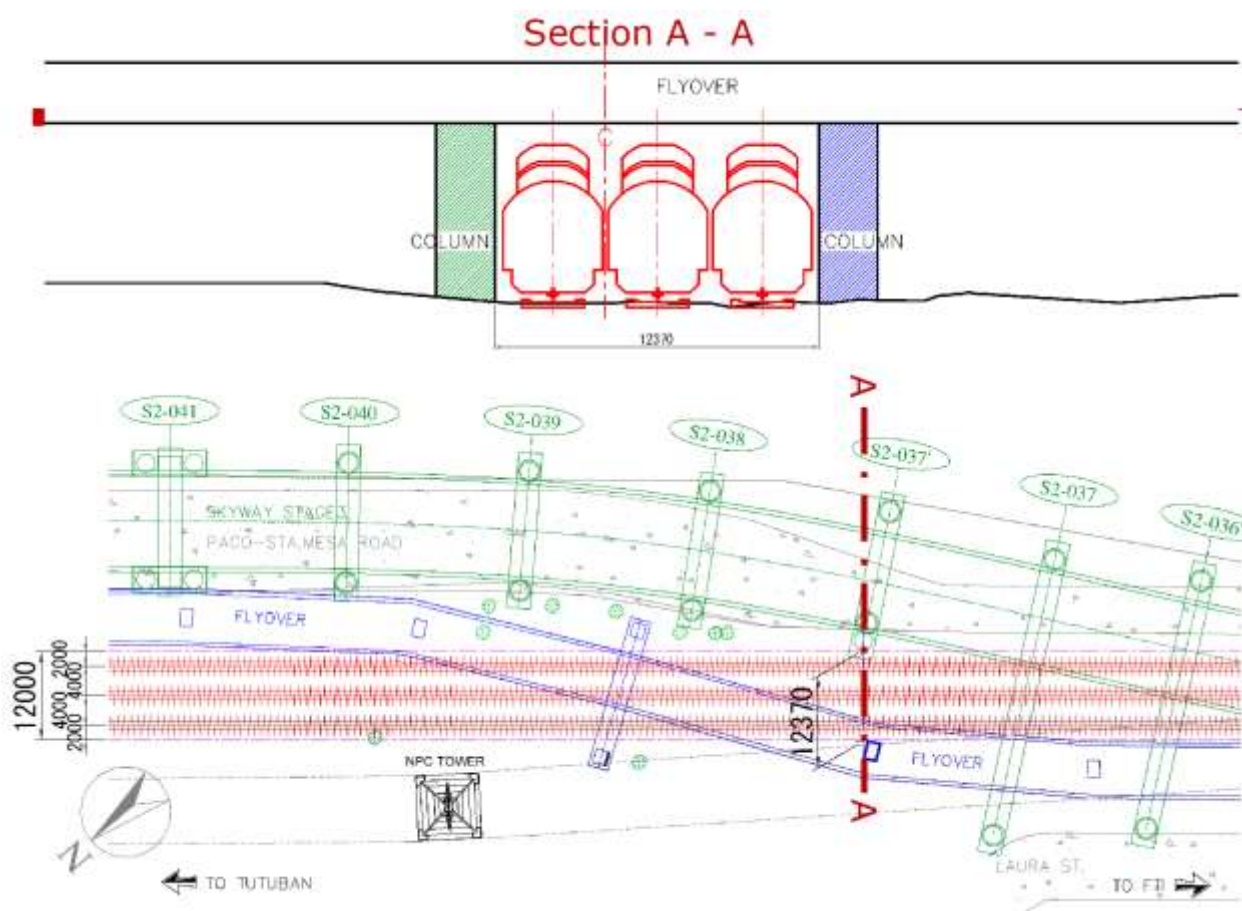 Section A - A
FLYOVER
COLUMN
COLUMN
12370
A
S2-041
S2-040
S2-039
S2-038
S2-037'
S2-037
S2-036
SKYWAY STAGE3
PACO-STA.MESA ROAD
FLYOVER
12000
2000
4000
4000
2000
12370
NPC TOWER
FLYOVER
A
N
LAURA ST.
TO TUTUBAN
TO